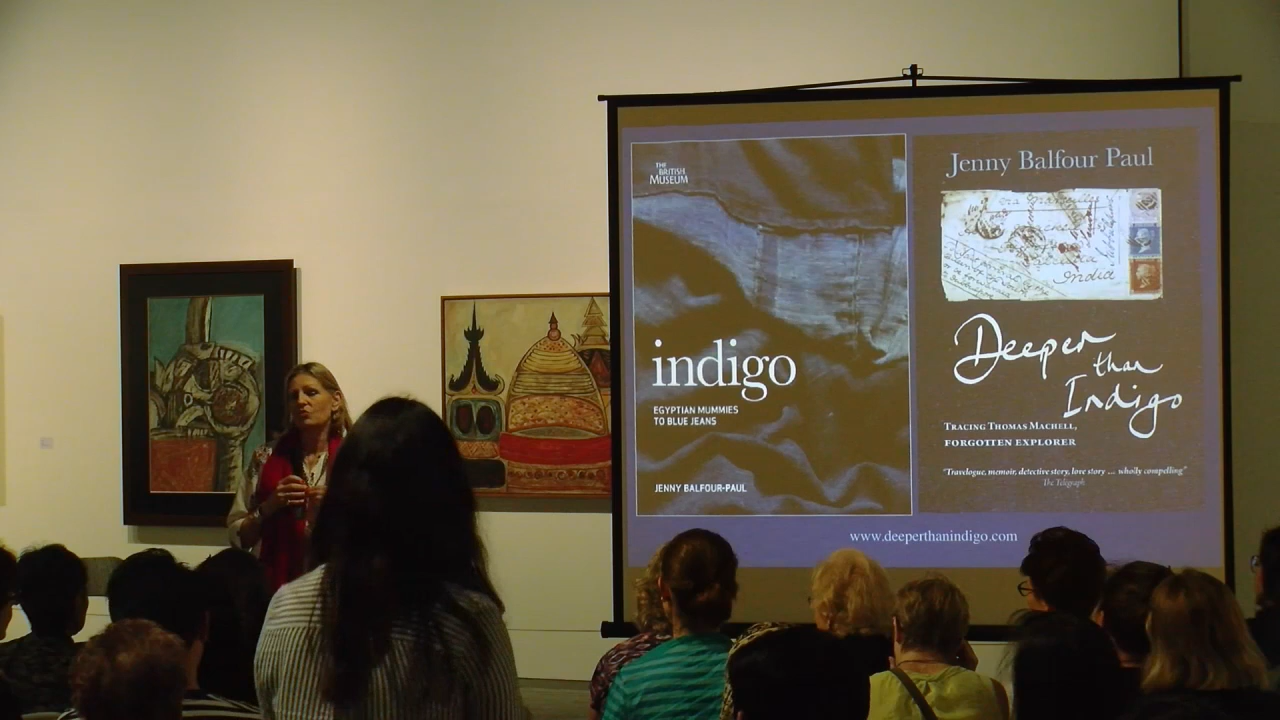 THE
BRITISH
MUSEUM
indigo
EGYPTIAN MUMMIES
TO BLUE JEANS
JENNY BALFOUR-PAUL
Jenny Balfour Paul
India
Deeper
than
Indigo
TRACING THOMAS MACHELL,
FORGOTTEN EXPLORER
"Travelogue, memoir, detective story, love story ... wholly compelling"
The Telegraph
www.deeperthanindigo.com